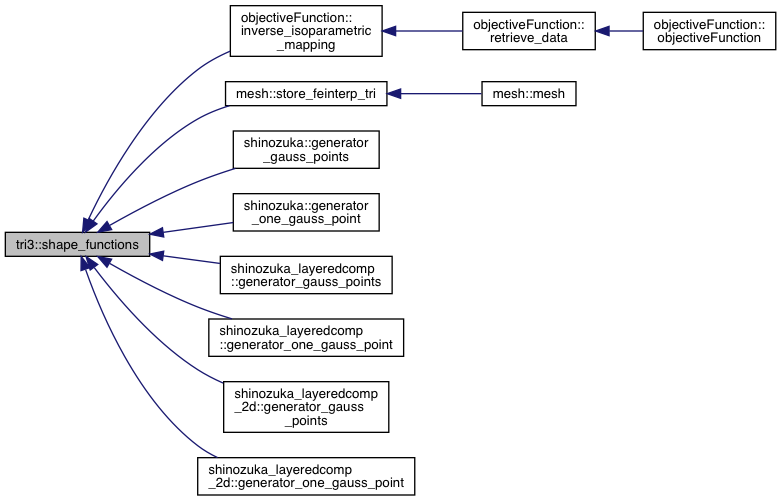 objectiveFunction::
inverse_isoparametric
_mapping
objectiveFunction::
retrieve_data
objectiveFunction::
objectiveFunction
mesh::store_feinterp_tri
mesh::mesh
shinozuka::generator
_gauss_points
shinozuka::generator
_one_gauss_point
tri3::shape_functions
shinozuka_layeredcomp
::generator_gauss_points
shinozuka_layeredcomp
::generator_one_gauss_point
shinozuka_layeredcomp
_2d::generator_gauss
_points
shinozuka_layeredcomp
_2d::generator_one_gauss_point